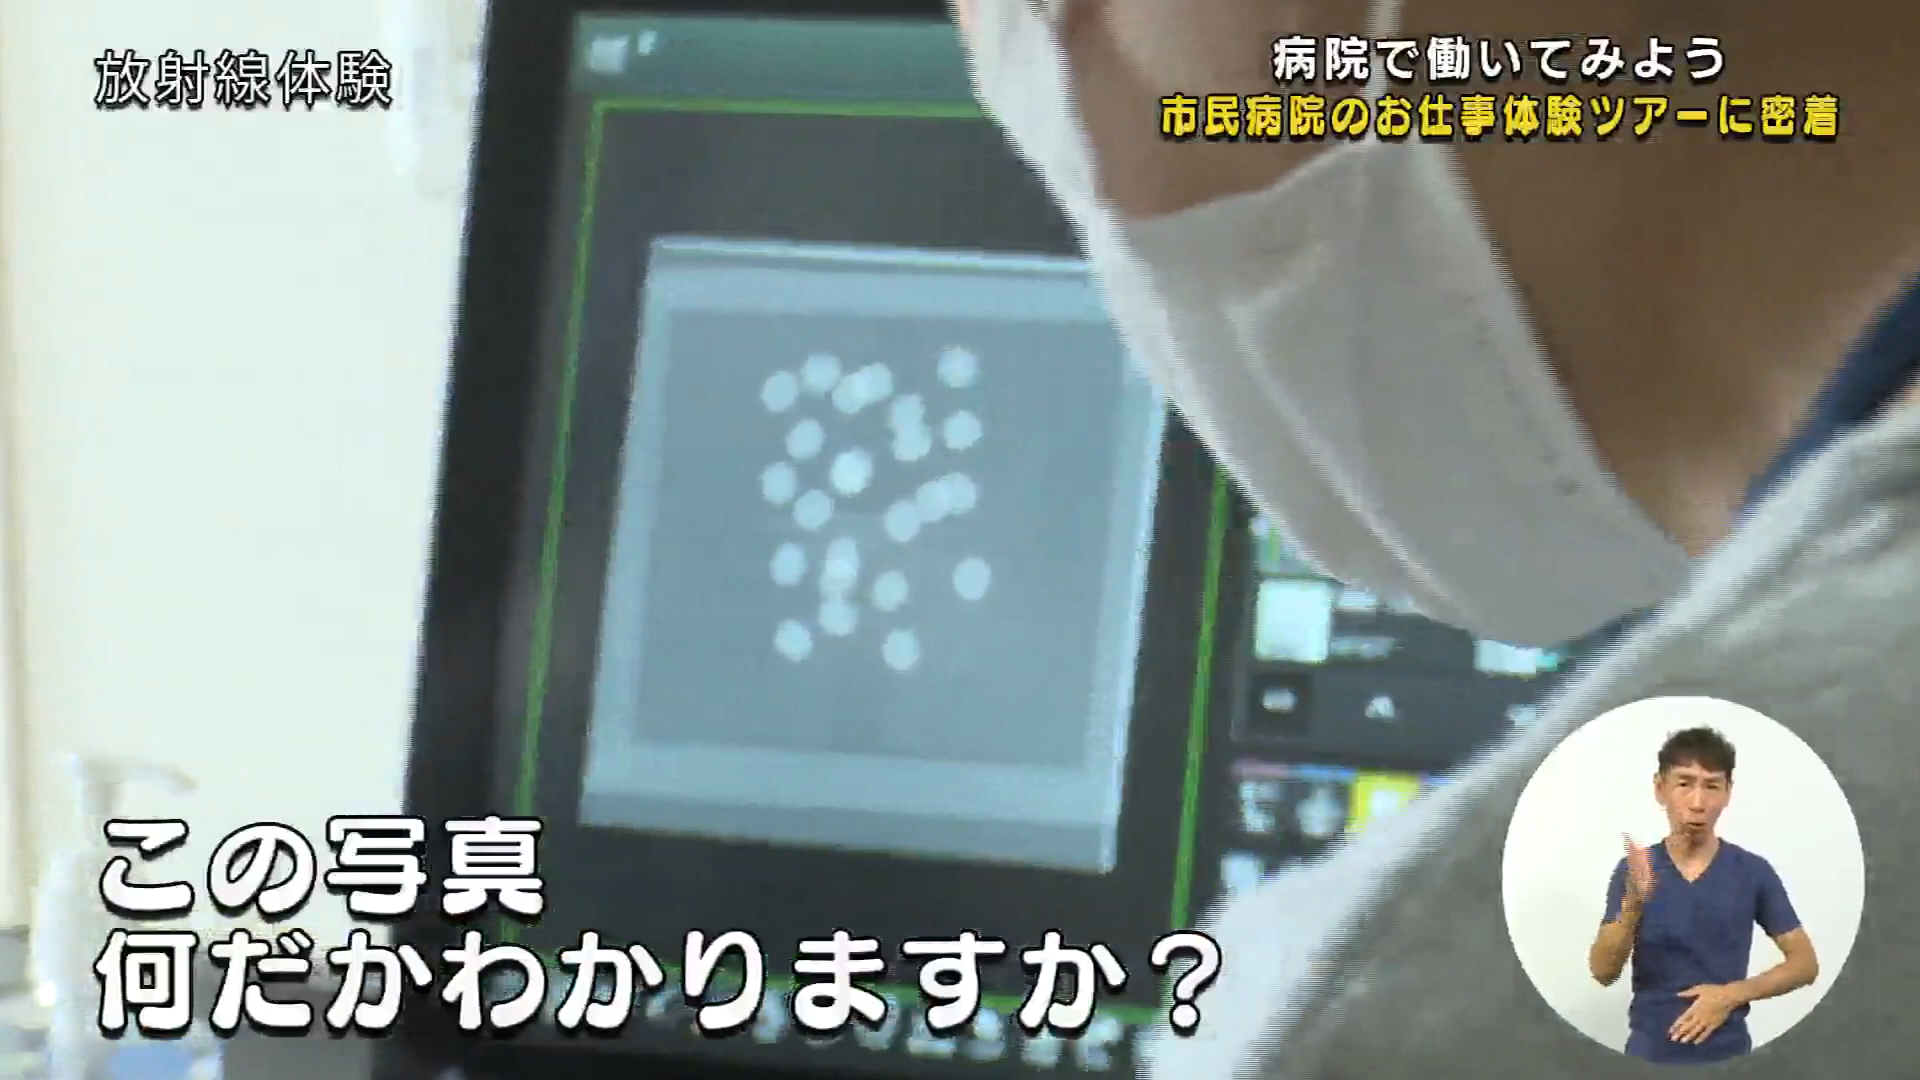 放射線体験
病院で働いてみよう
市民病院のお仕事体験ツアーに密着
この写真
何だかわかりますか？